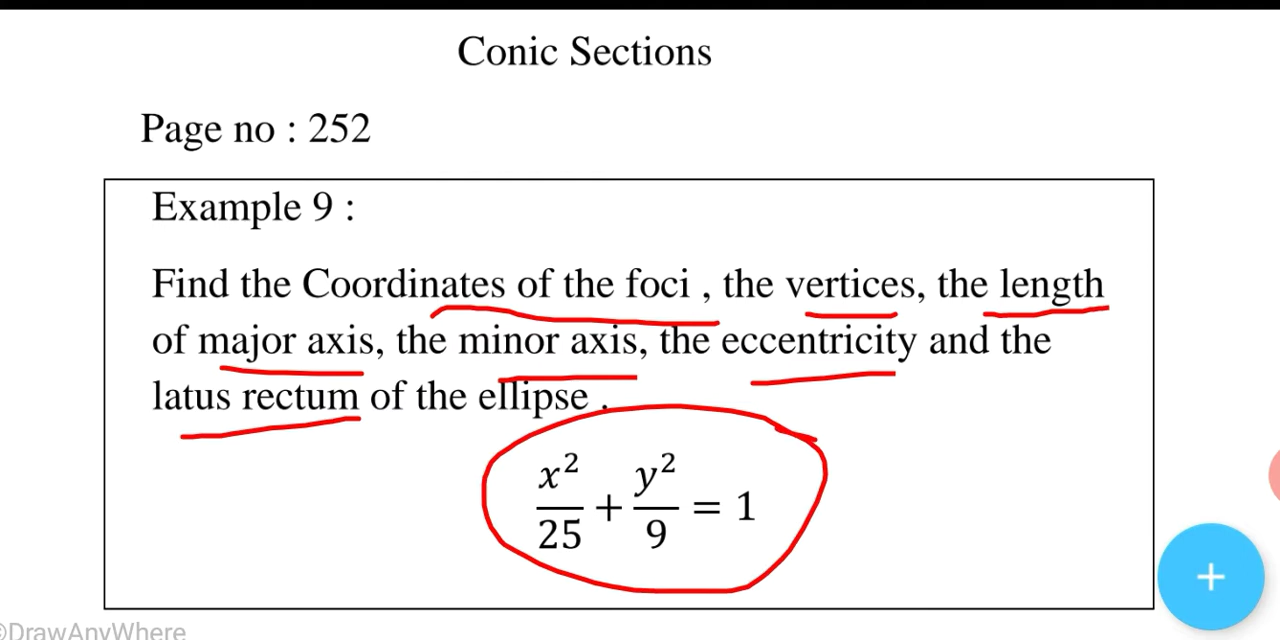 Conic Sections
Page no : 252
Example 9 :
Find the Coordinates of the foci , the vertices, the length
of major axis, the minor axis, the eccentricity and the
latus rectum of the ellipse .
x²/25 + y²/9 = 1
+
©DrawAnyWhere